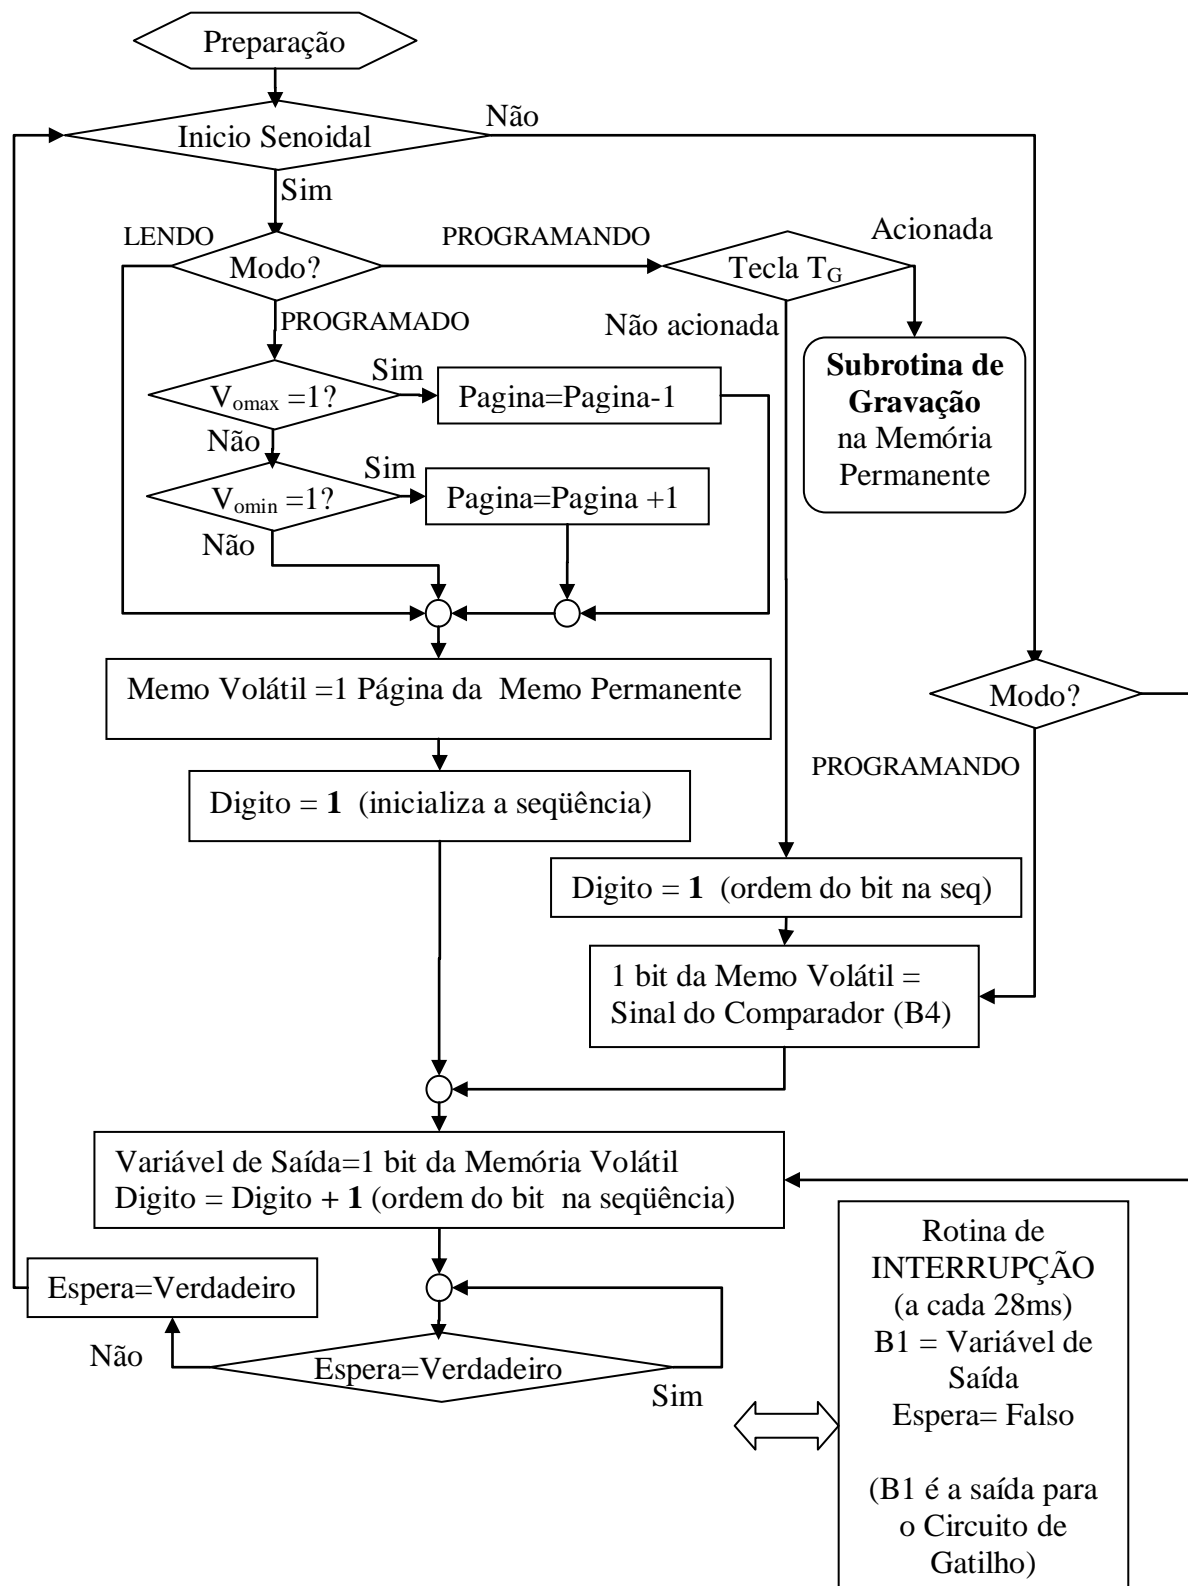 Preparação
Não
Inicio Senoidal
Sim
LENDO
PROGRAMANDO
Acionada
Modo?
Tecla TG
PROGRAMADO
Não acionada
Vomax =1?
Sim
Pagina=Pagina-1
Subrotina de
Gravação
na Memória
Permanente
Não
Vomin =1?
Sim
Pagina=Pagina +1
Não
Memo Volátil =1 Página da Memo Permanente
Modo?
PROGRAMANDO
Digito = 1 (inicializa a seqüência)
Digito = 1 (ordem do bit na seq)
1 bit da Memo Volátil =
Sinal do Comparador (B4)
Variável de Saída=1 bit da Memória Volátil
Digito = Digito + 1 (ordem do bit na seqüência)
Espera=Verdadeiro
Não
Espera=Verdadeiro
Sim
Rotina de
INTERRUPÇÃO
(a cada 28ms)
B1 = Variável de
Saída
Espera= Falso
(B1 é a saída para
o Circuito de
Gatilho)